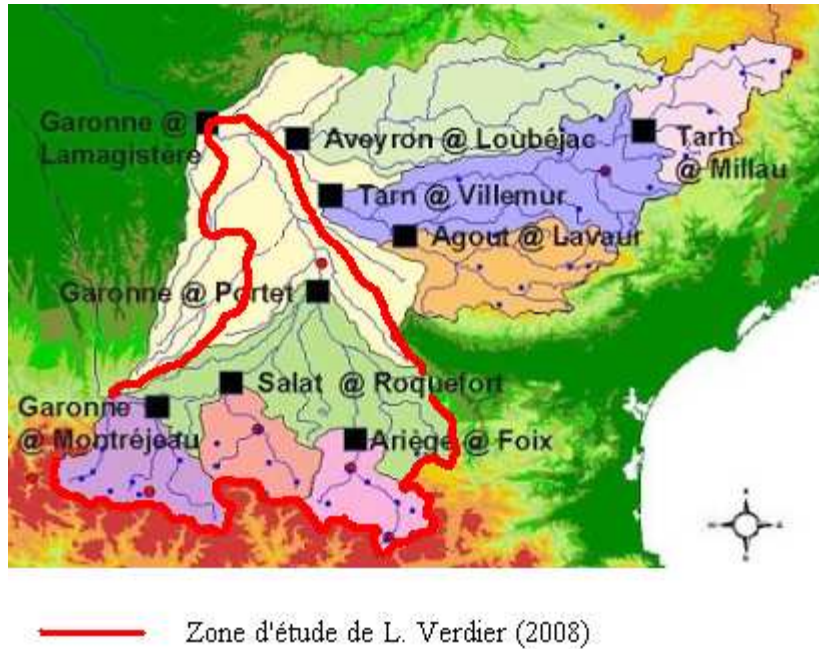 Garonne @
Lamagistère
Aveyron @ Loubéjac
Tarn
@ Millau
Tarn @ Villemur
Agout @ Lavaur
Garonne @ Portet
Salat @ Roquefort
Garonne
@ Montréjeau
Ariège @ Foix
Zone d'étude de L. Verdier (2008)